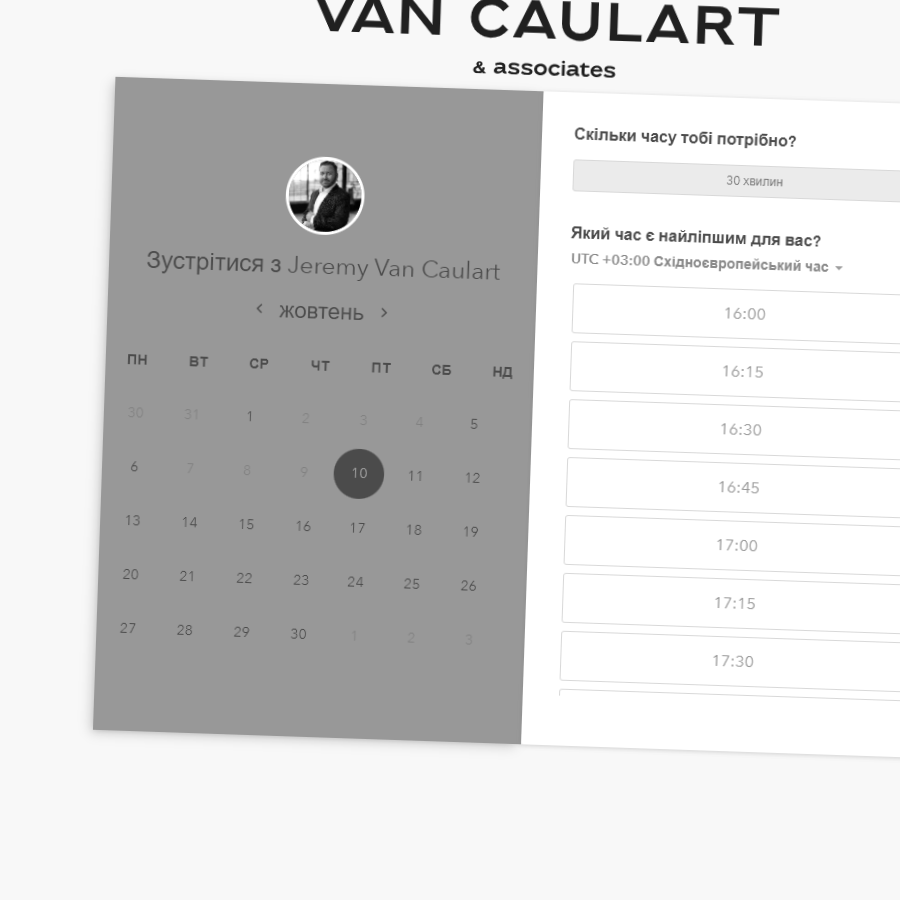 VAN CAULART
& associates
Зустрітися з Jeremy Van Caulart
жовтень
ПН ВТ СР ЧТ ПТ СБ НД
30 31 1 2 3 4 5
6 7 8 9 10 11 12
13 14 15 16 17 18 19
20 21 22 23 24 25 26
27 28 29 30 1 2 3
Скільки часу тобі потрібно?
30 хвилин
Який час є найліпшим для вас?
UTC +03:00 Східноєвропейський час
16:00
16:15
16:30
16:45
17:00
17:15
17:30